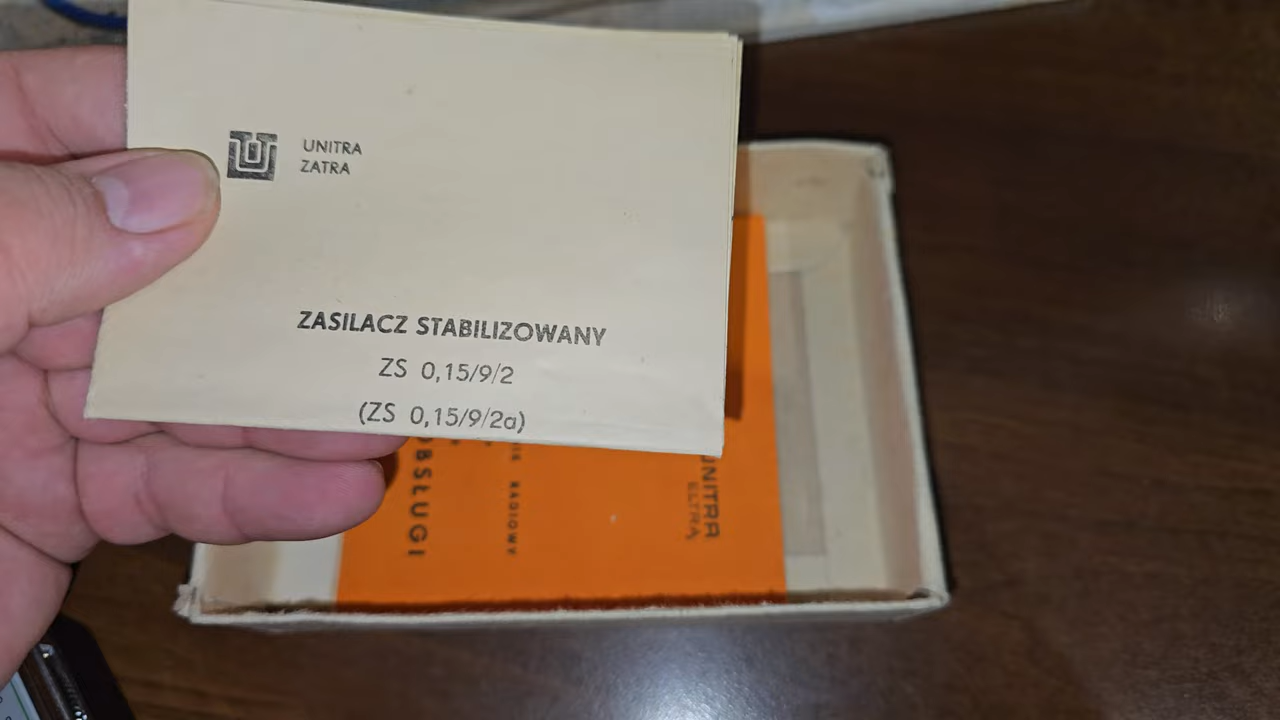 UNITRA
ZATRA
ZASILACZ STABILIZOWANY
ZS 0,15/9/2
(ZS 0,15/9/2a)
UNITRA
ELTRA
RADIOWY
OBSŁUGI